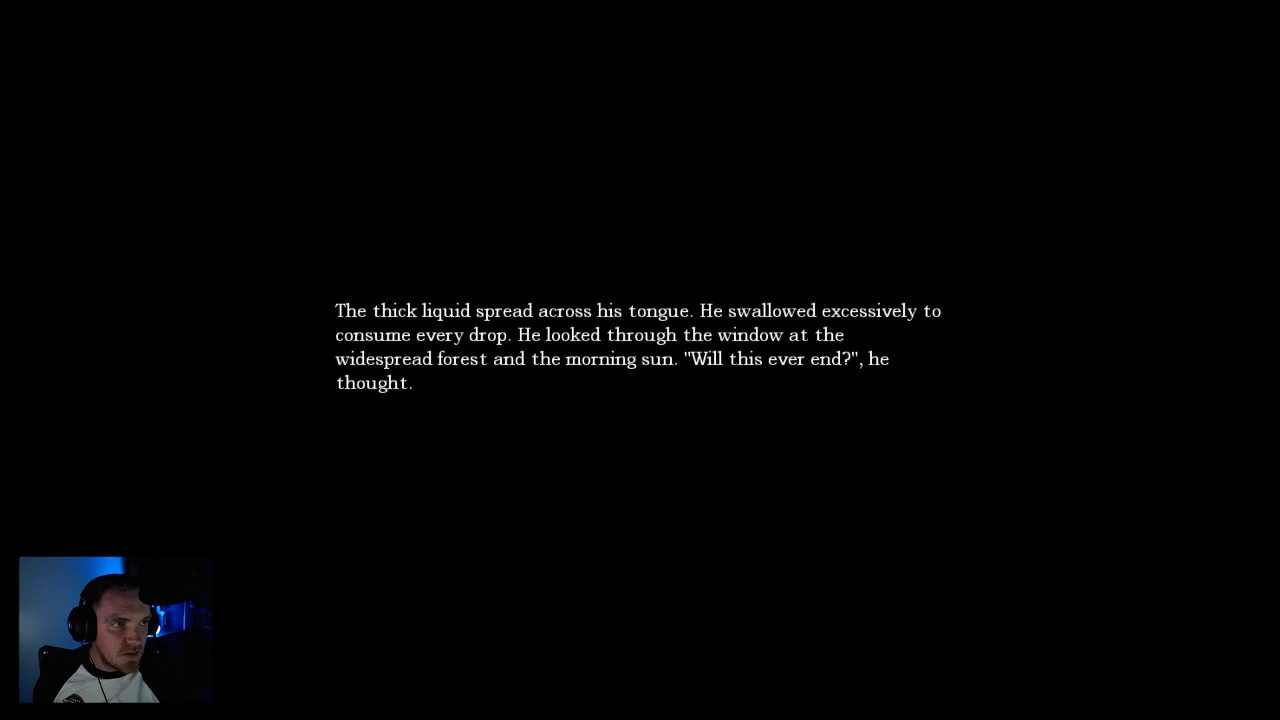 The thick liquid spread across his tongue. He swallowed excessively to
consume every drop. He looked through the window at the
widespread forest and the morning sun. "Will this ever end?", he
thought.